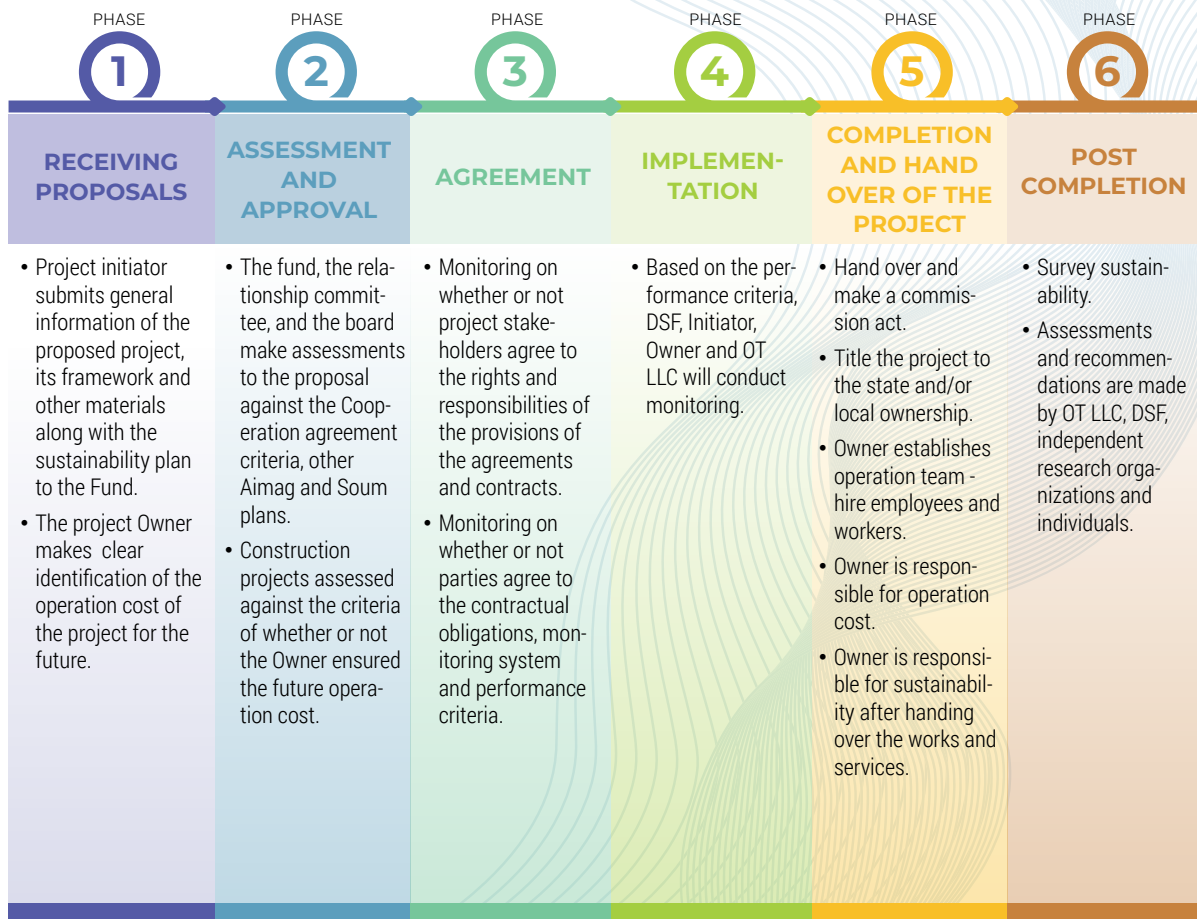 PHASE
1
RECEIVING
PROPOSALS
• Project initiator
submits general
information of the
proposed project,
its framework and
other materials
along with the
sustainability plan
to the Fund.
• The project Owner
makes clear
identification of the
operation cost of
the project for the
future.
PHASE
2
ASSESSMENT
AND
APPROVAL
• The fund, the rela-
tionship commit-
tee, and the board
make assessments
to the proposal
against the Coop-
eration agreement
criteria, other
Aimag and Soum
plans.
• Construction
projects assessed
against the criteria
of whether or not
the Owner ensured
the future opera-
tion cost.
PHASE
3
AGREEMENT
• Monitoring on
whether or not
project stake-
holders agree to
the rights and
responsibilities of
the provisions of
the agreements
and contracts.
• Monitoring on
whether or not
parties agree to
the contractual
obligations, mon-
itoring system
and performance
criteria.
PHASE
4
IMPLEMEN-
TATION
• Based on the per-
formance criteria,
DSF, Initiator,
Owner and OT
LLC will conduct
monitoring.
PHASE
5
COMPLETION
AND HAND
OVER OF THE
PROJECT
• Hand over and
make a commis-
sion act.
• Title the project to
the state and/or
local ownership.
• Owner establishes
operation team -
hire employees and
workers.
• Owner is respon-
sible for operation
cost.
• Owner is responsi-
ble for sustainabil-
ity after handing
over the works and
services.
PHASE
6
POST
COMPLETION
• Survey sustain-
ability.
• Assessments
and recommen-
dations are made
by OT LLC, DSF,
independent
research orga-
nizations and
individuals.